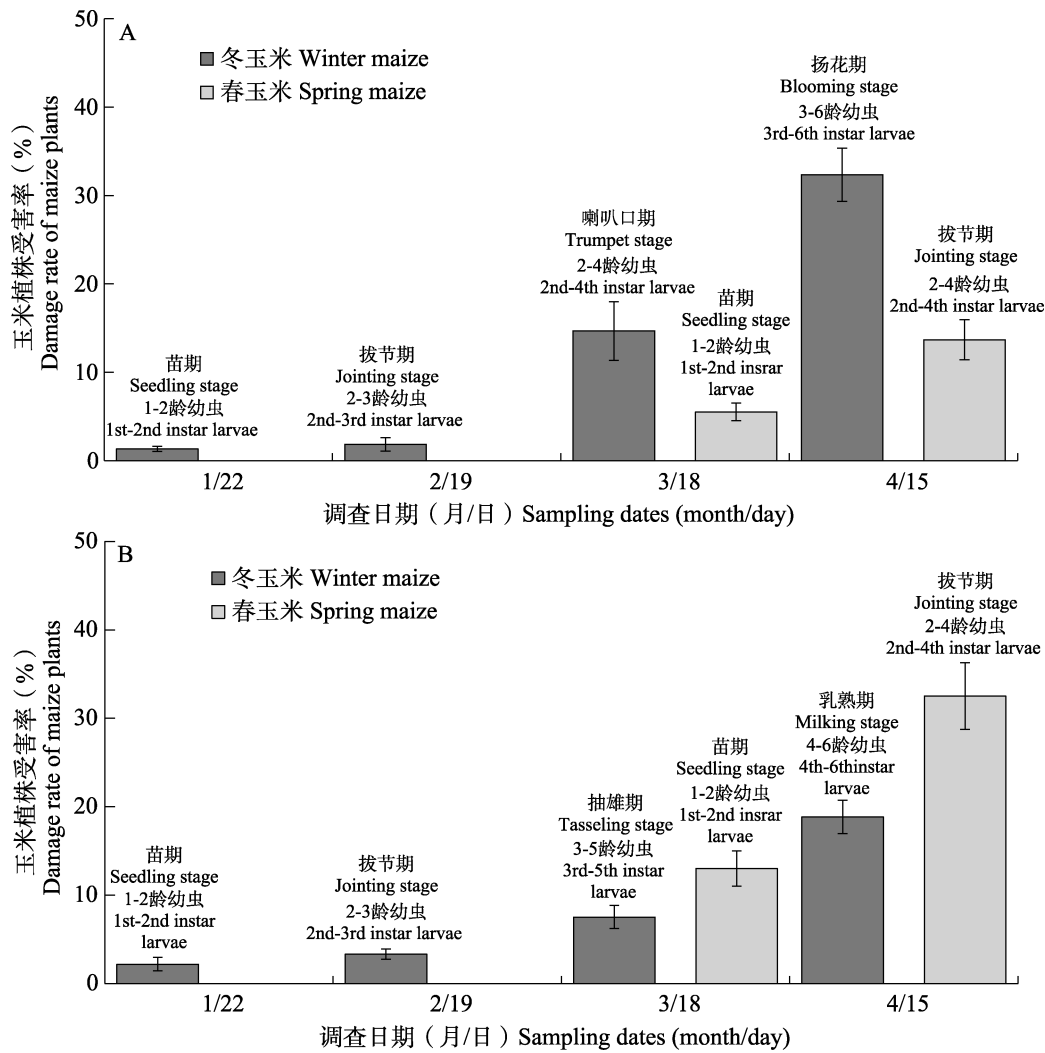 A
冬玉米 Winter maize
春玉米 Spring maize
玉米植株受害率（%）
Damage rate of maize plants
50
40
30
20
10
0
苗期
Seedling stage
1-2龄幼虫
1st-2nd instar larvae
拔节期
Jointing stage
2-3龄幼虫
2nd-3rd instar larvae
喇叭口期
Trumpet stage
2-4龄幼虫
2nd-4th instar larvae
苗期
Seedling stage
1-2龄幼虫
1st-2nd insrar
larvae
扬花期
Blooming stage
3-6龄幼虫
3rd-6th instar larvae
拔节期
Jointing stage
2-4龄幼虫
2nd-4th instar larvae
1/22
2/19
3/18
4/15
调查日期（月/日）Sampling dates (month/day)
B
冬玉米 Winter maize
春玉米 Spring maize
玉米植株受害率（%）
Damage rate of maize plants
50
40
30
20
10
0
苗期
Seedling stage
1-2龄幼虫
1st-2nd instar
larvae
拔节期
Jointing stage
2-3龄幼虫
2nd-3rd instar larvae
抽雄期
Tasseling stage
3-5龄幼虫
3rd-5th instar
larvae
苗期
Seedling stage
1-2龄幼虫
1st-2nd insrar
larvae
乳熟期
Milking stage
4-6龄幼虫
4th-6thinstar
larvae
拔节期
Jointing stage
2-4龄幼虫
2nd-4th instar larvae
1/22
2/19
3/18
4/15
调查日期（月/日）Sampling dates (month/day)